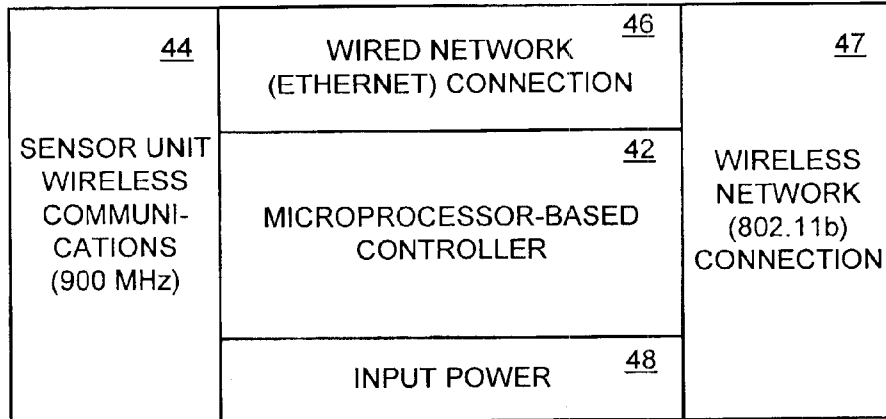 44
SENSOR UNIT
WIRELESS
COMMUNI-
CATIONS
(900 MHz)
46
WIRED NETWORK
(ETHERNET) CONNECTION
42
MICROPROCESSOR-BASED
CONTROLLER
48
INPUT POWER
47
WIRELESS
NETWORK
(802.11b)
CONNECTION